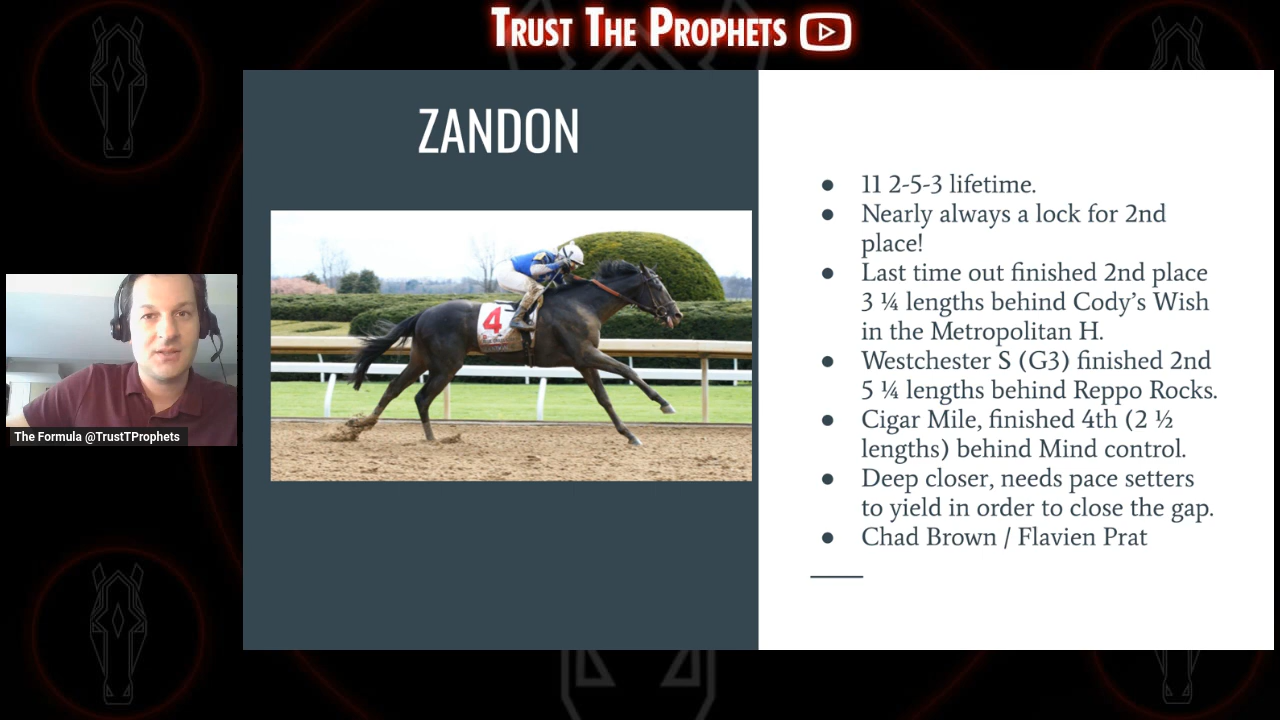 TRUST THE PROPHETS
ZANDON
4
● 11 2-5-3 lifetime.
● Nearly always a lock for 2nd
place!
● Last time out finished 2nd place
3 ¼ lengths behind Cody’s Wish
in the Metropolitan H.
● Westchester S (G3) finished 2nd
5 ¼ lengths behind Reppo Rocks.
● Cigar Mile, finished 4th (2 ½
lengths) behind Mind control.
● Deep closer, needs pace setters
to yield in order to close the gap.
● Chad Brown / Flavien Prat
The Formula @TrustTProphets